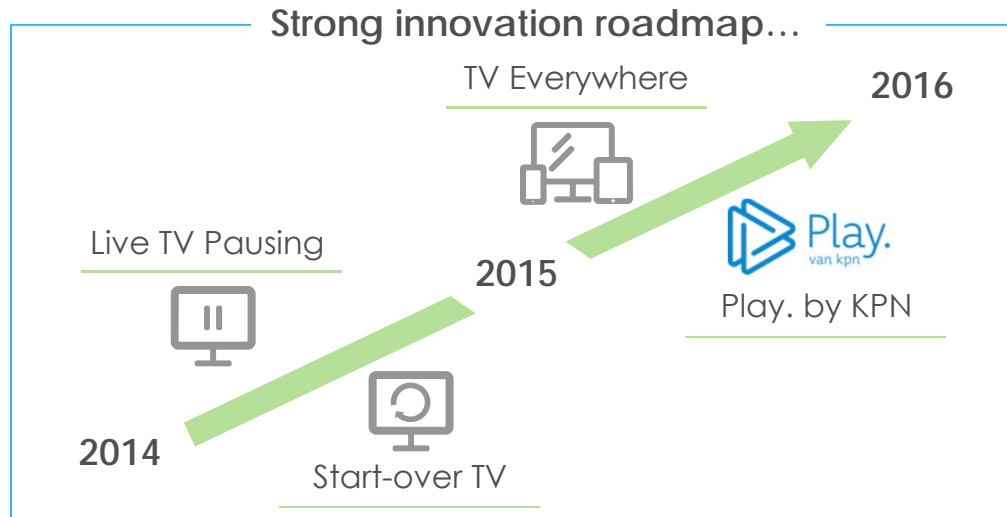 Strong innovation roadmap…
TV Everywhere
2016
Live TV Pausing
Play.
van kpn
2015
Play. by KPN
2014
Start-over TV